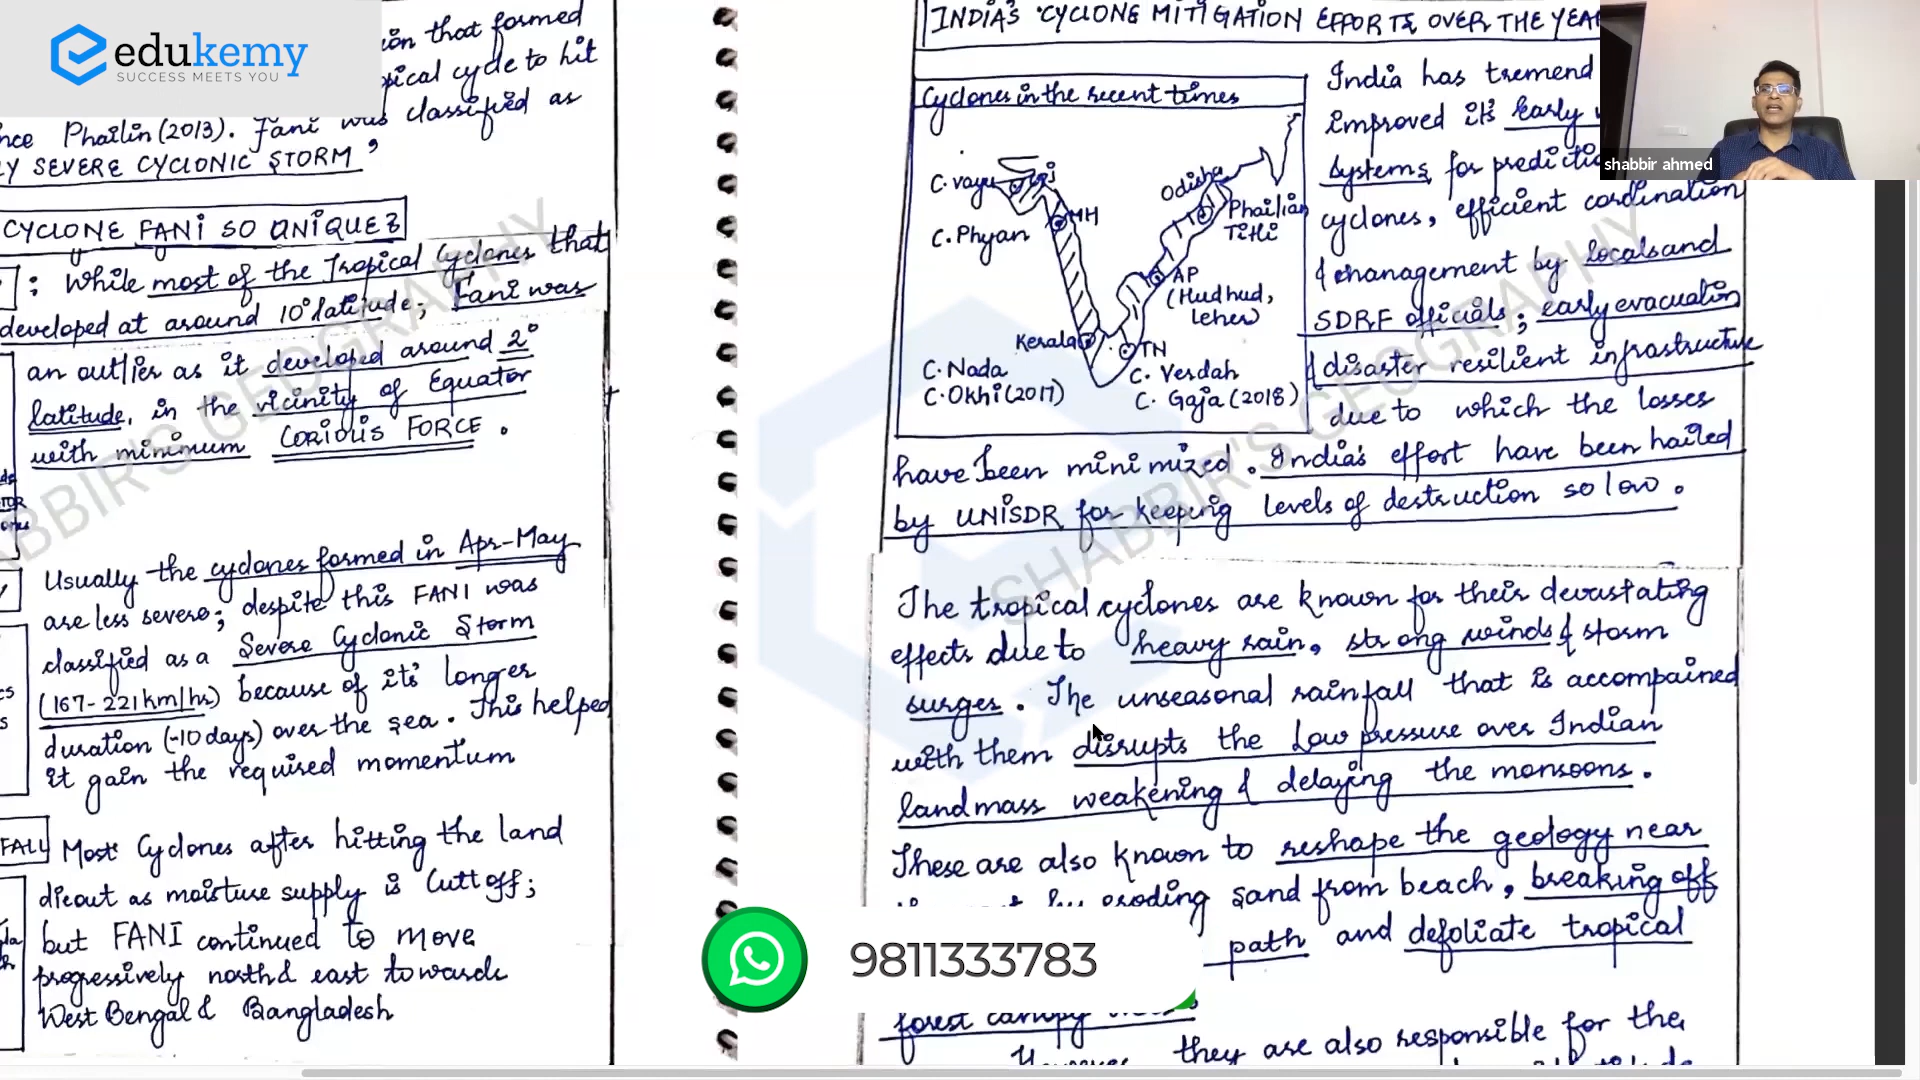 edukemy
SUCCESS MEETS YOU
that formed
cycle to hit
Phailin (2013). Fani was classified as
SEVERE CYCLONIC STORM
CYCLONE FANI SO UNIQUE?
: While most of the Tropical Cyclones that
developed at around 10° latitude; Fani was
an outlier as it developed around 2°
latitude, in the vicinity of Equator
with minimum CORIOLIS FORCE.
Usually the cyclones formed in Apr-May
are less severe; despite this FANI was
classified as a Severe Cyclonic Storm
(167-221km/hr) because of it's longer
duration (~10 days) over the sea. This helped
it gain the required momentum
FALL
Most Cyclones after hitting the land
dieout as moisture supply is cutt off;
but FANI continued to move
progressively north & east towards
West Bengal & Bangladesh
INDIA'S CYCLONE MITIGATION EFFORTS OVER THE
Cyclones in the recent times
C. Vayu
Guj
MH
C. Phyan
Odisha
Phailian
Titli
AP
(Hudhud,
Leher)
Kerala
TN
C. Nada
C. Okhi (2017)
C. Verdah
C. Gaja (2018)
India has
improved it's early
systems for
cyclones, efficient cordination
& management by locals and
SDRF officials; early evacuation
& disaster resilient infrastructure
due to which the losses
have been minimized. India's effort have been hailed
by UNISDR for keeping levels of destruction so low.
The tropical cyclones are known for their devastating
effects due to heavy rain, strong winds & storm
surges. The unseasonal rainfall that is accompained
with them disrupts the Low pressure over Indian
landmass weakening & delaying the monsoons.
These are also known to reshape the geology near
eroding sand from beach, breaking off
path and defoliate tropical
forest canopy
they are also responsible for the
shabbir ahmed
9811333783
SHABBIR'S GEOGRAPHY
SHABBIR'S GEOGRAPHY